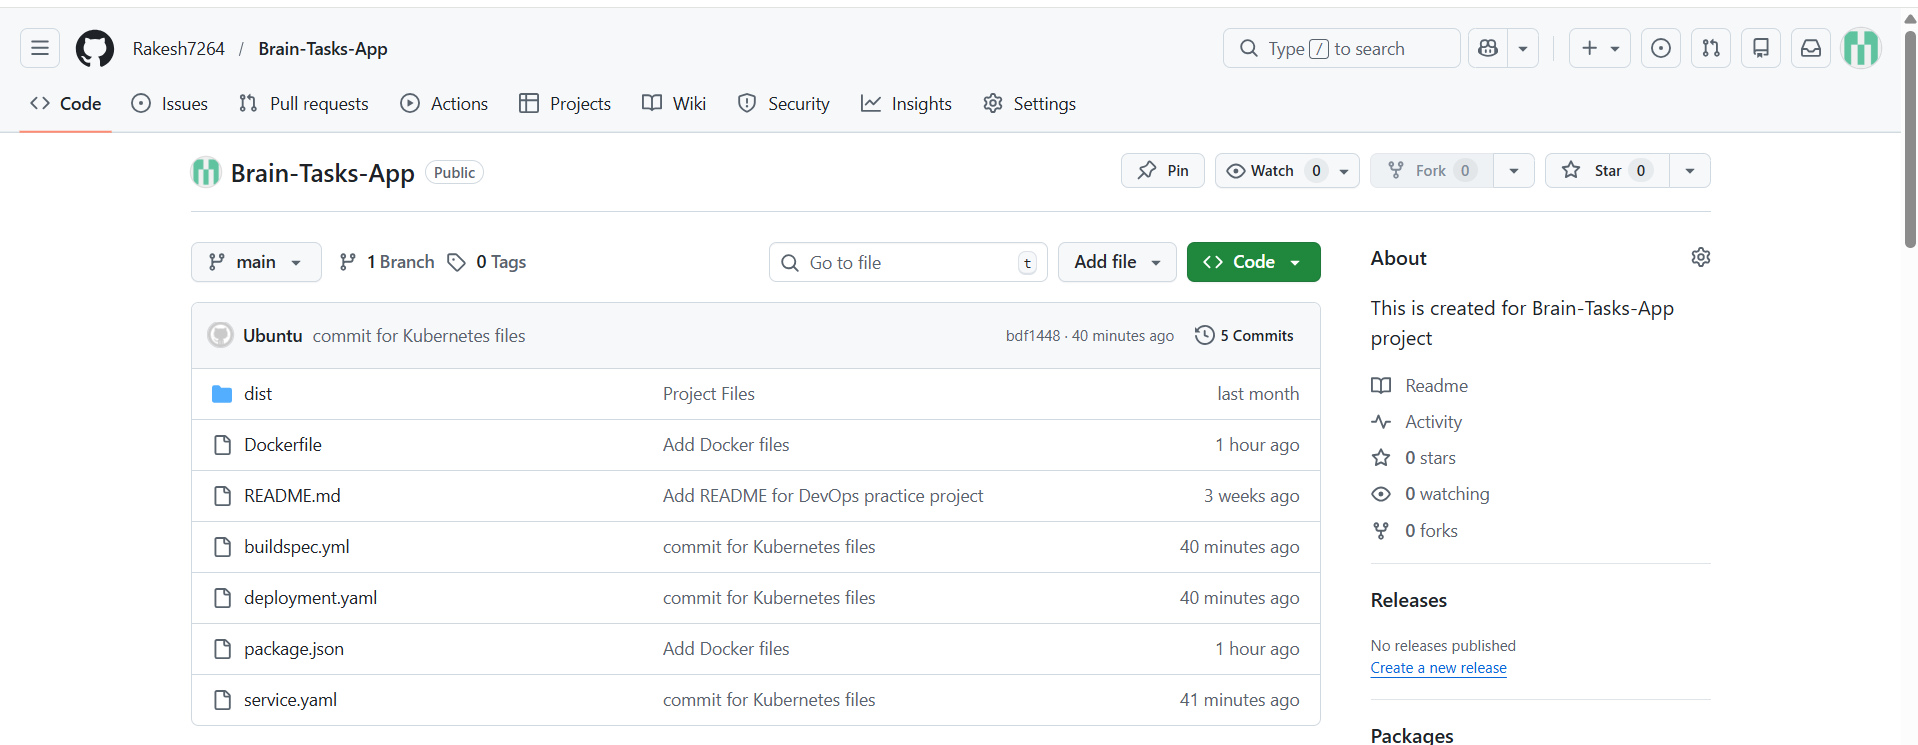 Rakesh7264 / Brain-Tasks-App
Type / to search
Code Issues Pull requests Actions Projects Wiki Security Insights Settings
Brain-Tasks-App Public
Pin Watch 0 Fork 0 Star 0
main 1 Branch 0 Tags
Go to file t Add file Code
Ubuntu commit for Kubernetes files bdf1448 · 40 minutes ago 5 Commits
dist Project Files last month
Dockerfile Add Docker files 1 hour ago
README.md Add README for DevOps practice project 3 weeks ago
buildspec.yml commit for Kubernetes files 40 minutes ago
deployment.yaml commit for Kubernetes files 40 minutes ago
package.json Add Docker files 1 hour ago
service.yaml commit for Kubernetes files 41 minutes ago
About
This is created for Brain-Tasks-App
project
Readme
Activity
0 stars
0 watching
0 forks
Releases
No releases published
Create a new release
Packages